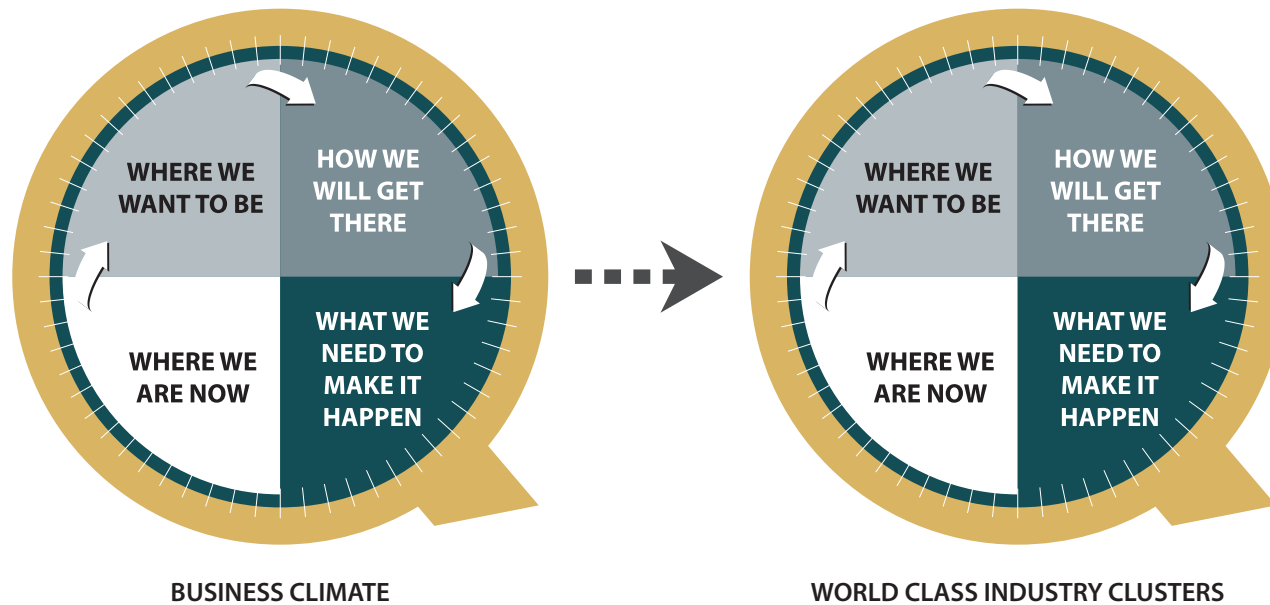 WHERE WE
WANT TO BE
HOW WE
WILL GET
THERE
WHERE WE
ARE NOW
WHAT WE
NEED TO
MAKE IT
HAPPEN
BUSINESS CLIMATE
WHERE WE
WANT TO BE
HOW WE
WILL GET
THERE
WHERE WE
ARE NOW
WHAT WE
NEED TO
MAKE IT
HAPPEN
WORLD CLASS INDUSTRY CLUSTERS